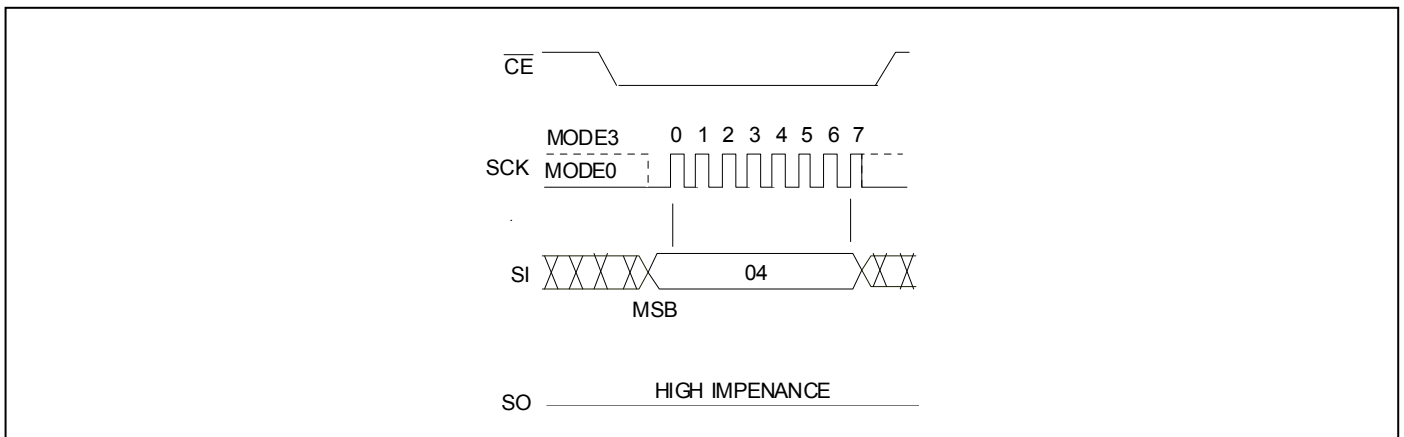 CE
MODE3
0 1 2 3 4 5 6 7
SCK MODE0
SI
04
MSB
HIGH IMPENANCE
SO